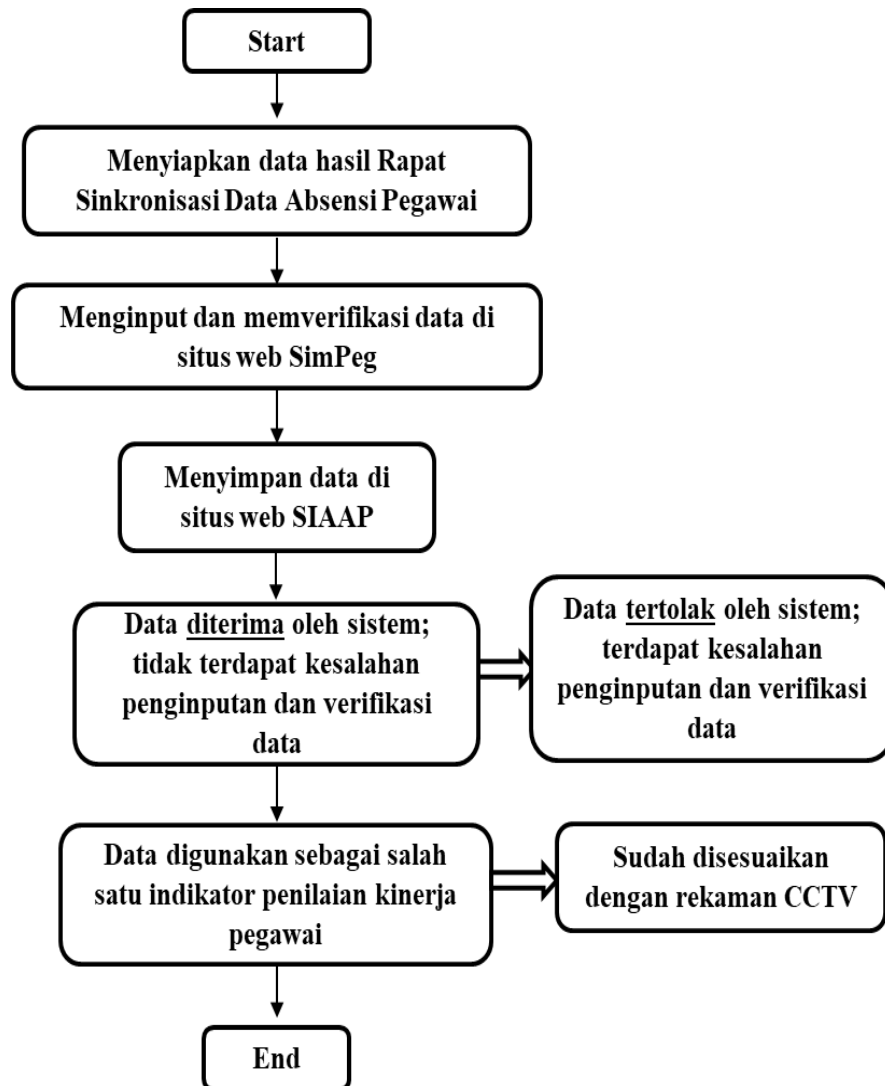 Start
Menyiapkan data hasil Rapat
Sinkronisasi Data Absensi Pegawai
Menginput dan memverifikasi data di
situs web SimPeg
Menyimpan data di
situs web SIAAP
Data diterima oleh sistem;
tidak terdapat kesalahan
penginputan dan verifikasi
data
Data tertolak oleh sistem;
terdapat kesalahan
penginputan dan verifikasi
data
Data digunakan sebagai salah
satu indikator penilaian kinerja
pegawai
Sudah disesuaikan
dengan rekaman CCTV
End